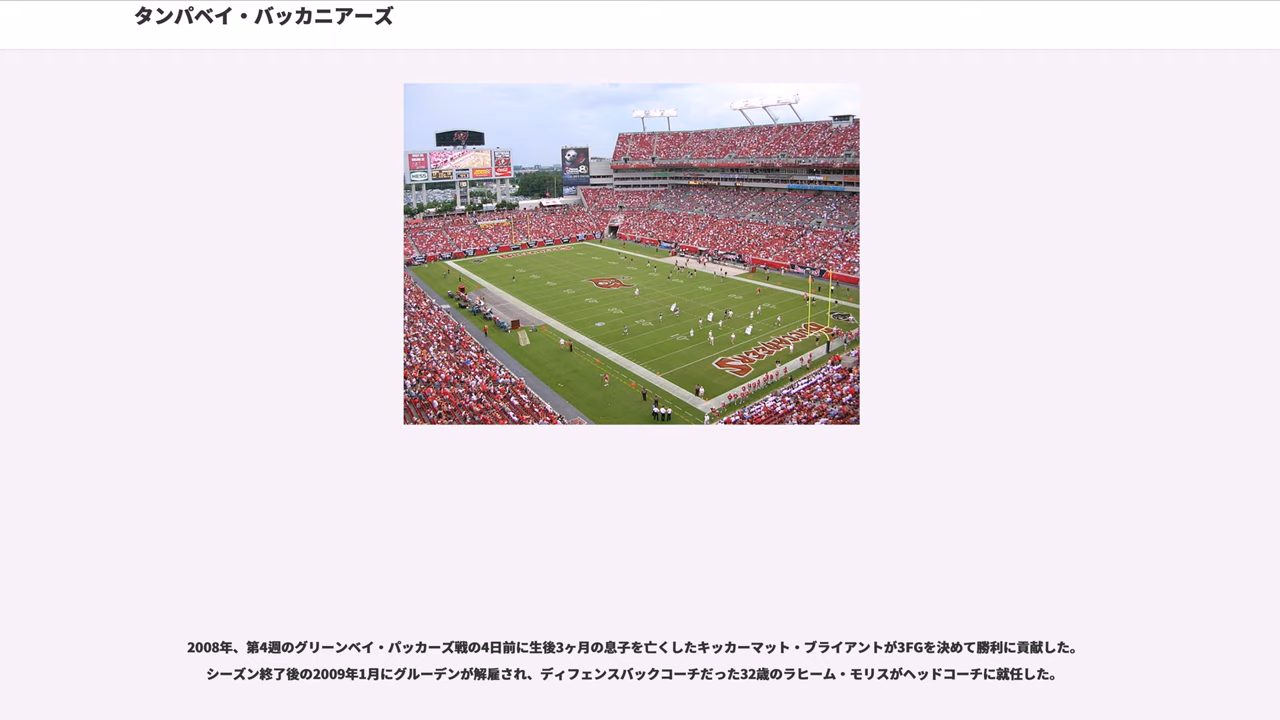 タンパベイ・バッカニアーズ
2008年、第4週のグリーンベイ・パッカーズ戦の4日前に生後3ヶ月の息子を亡くしたキッカーマット・ブライアントが3FGを決めて勝利に貢献した。
シーズン終了後の2009年1月にグルーデンが解雇され、ディフェンスバックコーチだった32歳のラヒーム・モリスがヘッドコーチに就任した。
HESS
Buccaneers